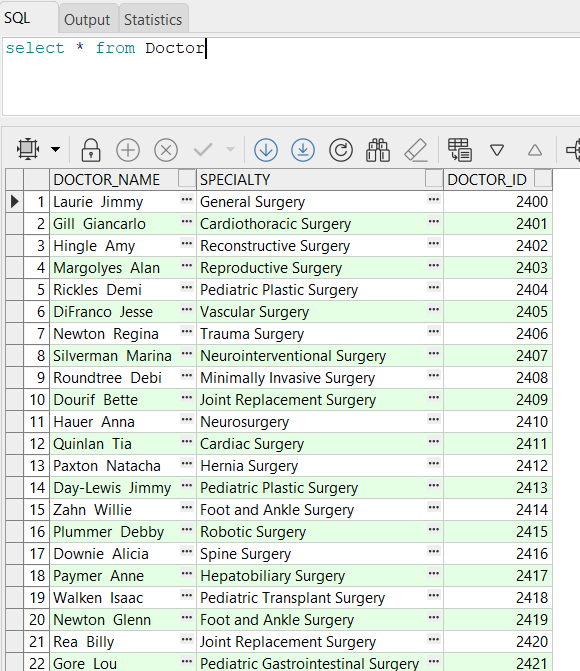 SQL Output Statistics
select * from Doctor
DOCTOR_NAME SPECIALTY DOCTOR_ID
1 Laurie Jimmy ... General Surgery ... 2400
2 Gill Giancarlo ... Cardiothoracic Surgery ... 2401
3 Hingle Amy ... Reconstructive Surgery ... 2402
4 Margolyes Alan ... Reproductive Surgery ... 2403
5 Rickles Demi ... Pediatric Plastic Surgery ... 2404
6 DiFranco Jesse ... Vascular Surgery ... 2405
7 Newton Regina ... Trauma Surgery ... 2406
8 Silverman Marina ... Neurointerventional Surgery ... 2407
9 Roundtree Debi ... Minimally Invasive Surgery ... 2408
10 Dourif Bette ... Joint Replacement Surgery ... 2409
11 Hauer Anna ... Neurosurgery ... 2410
12 Quinlan Tia ... Cardiac Surgery ... 2411
13 Paxton Natacha ... Hernia Surgery ... 2412
14 Day-Lewis Jimmy ... Pediatric Plastic Surgery ... 2413
15 Zahn Willie ... Foot and Ankle Surgery ... 2414
16 Plummer Debby ... Robotic Surgery ... 2415
17 Downie Alicia ... Spine Surgery ... 2416
18 Paymer Anne ... Hepatobiliary Surgery ... 2417
19 Walken Isaac ... Pediatric Transplant Surgery ... 2418
20 Newton Glenn ... Foot and Ankle Surgery ... 2419
21 Rea Billy ... Joint Replacement Surgery ... 2420
22 Gore Lou ... Pediatric Gastrointestinal Surgery ... 2421